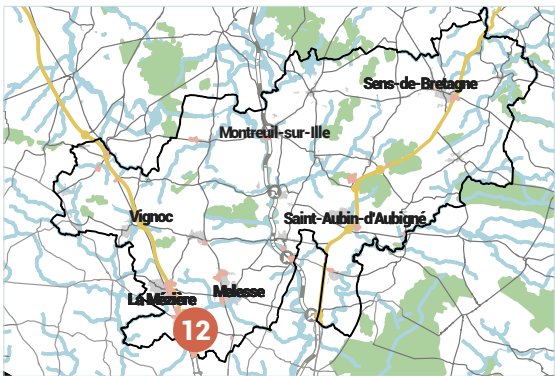 Sens-de-Bretagne
Montreuil-sur-Ille
Vignoc
Saint-Aubin-d'Aubigné
La Mézière
Melesse
12